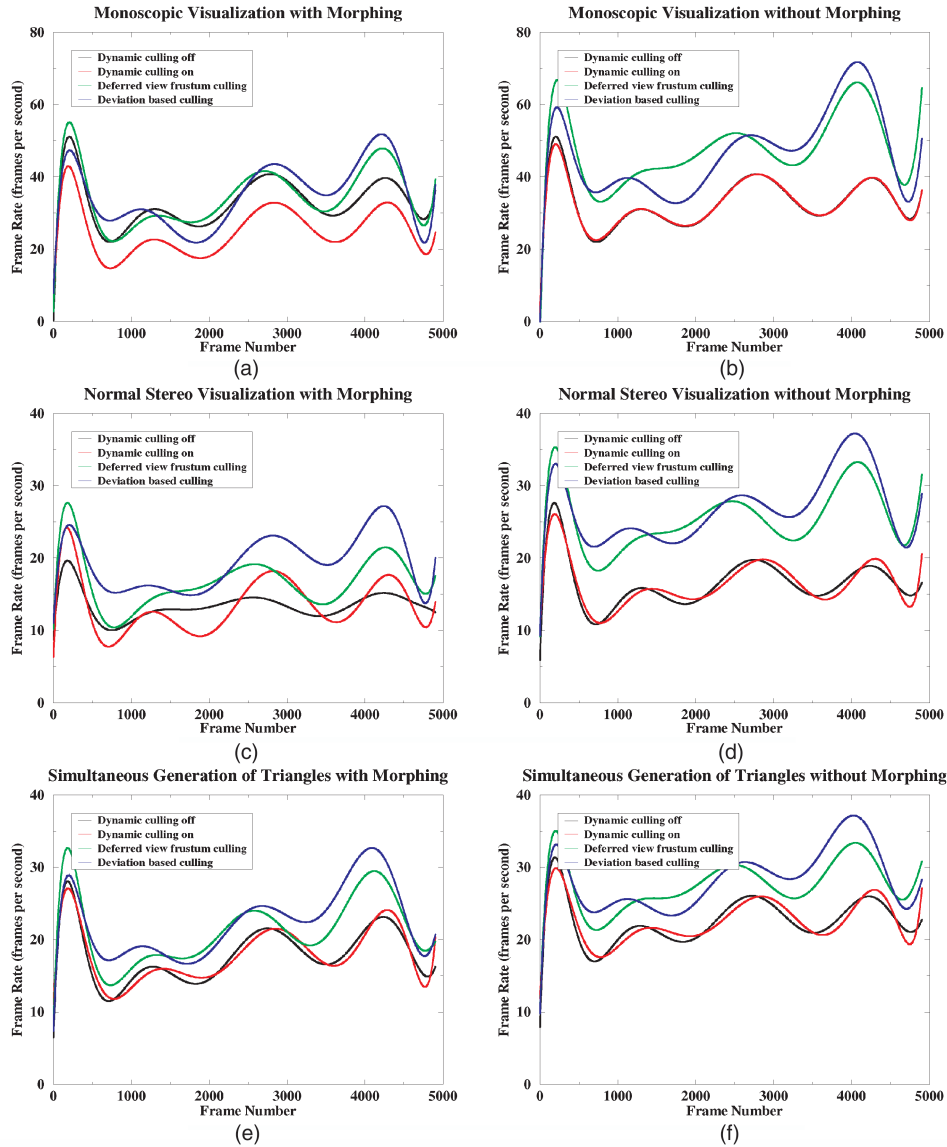 Monoscopic Visualization with Morphing
80
60
40
20
0
Frame Rate (frames per second)
Dynamic culling off
Dynamic culling on
Deferred view frustum culling
Deviation based culling
0 1000 2000 3000 4000 5000
Frame Number
(a)
Monoscopic Visualization without Morphing
80
60
40
20
0
Frame Rate (frames per second)
Dynamic culling off
Dynamic culling on
Deferred view frustum culling
Deviation based culling
0 1000 2000 3000 4000 5000
Frame Number
(b)
Normal Stereo Visualization with Morphing
40
30
20
10
0
Frame Rate (frames per second)
Dynamic culling off
Dynamic culling on
Deferred view frustum culling
Deviation based culling
0 1000 2000 3000 4000 5000
Frame Number
(c)
Normal Stereo Visualization without Morphing
40
30
20
10
0
Frame Rate (frames per second)
Dynamic culling off
Dynamic culling on
Deferred view frustum culling
Deviation based culling
0 1000 2000 3000 4000 5000
Frame Number
(d)
Simultaneous Generation of Triangles with Morphing
40
30
20
10
0
Frame Rate (frames per second)
Dynamic culling off
Dynamic culling on
Deferred view frustum culling
Deviation based culling
0 1000 2000 3000 4000 5000
Frame Number
(e)
Simultaneous Generation of Triangles without Morphing
40
30
20
10
0
Frame Rate (frames per second)
Dynamic culling off
Dynamic culling on
Deferred view frustum culling
Deviation based culling
0 1000 2000 3000 4000 5000
Frame Number
(f)